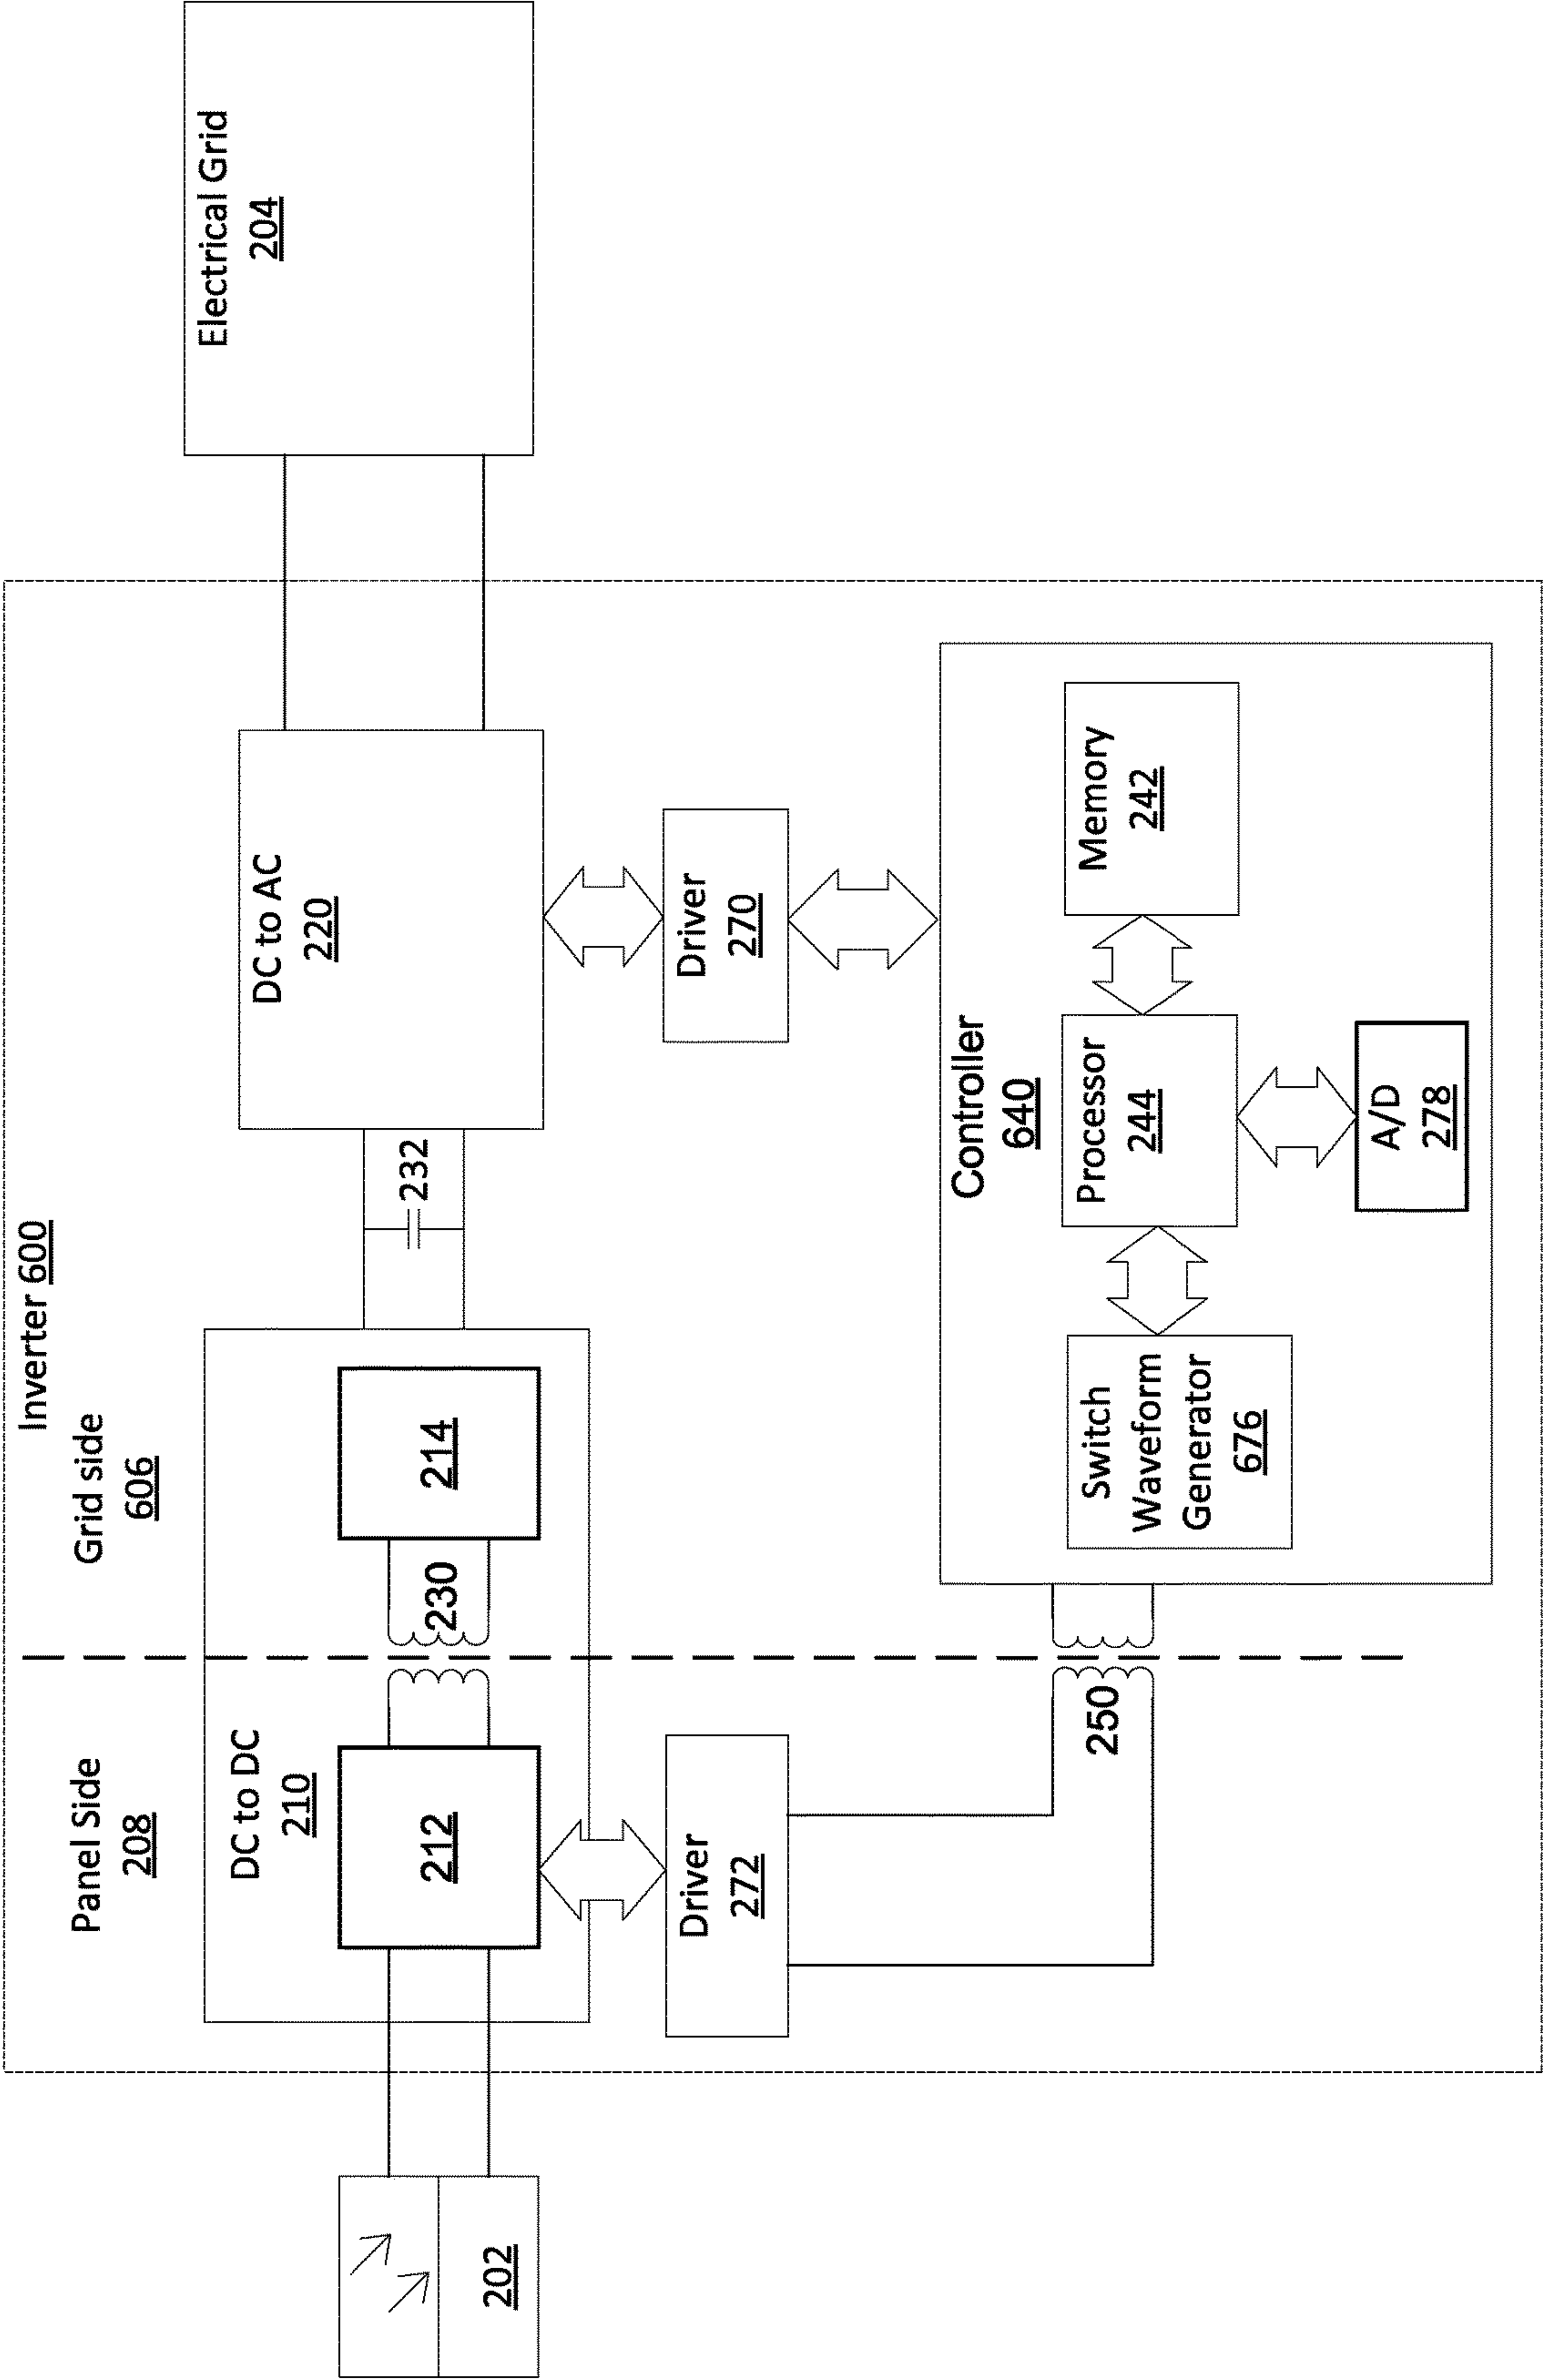 Inverter 600
Panel Side
208
Grid side
606
DC to DC
210
212
230
214
232
DC to AC
220
Electrical Grid
204
202
Driver
272
Driver
270
250
Controller
640
Switch
Waveform
Generator
676
Processor
244
Memory
242
A/D
278